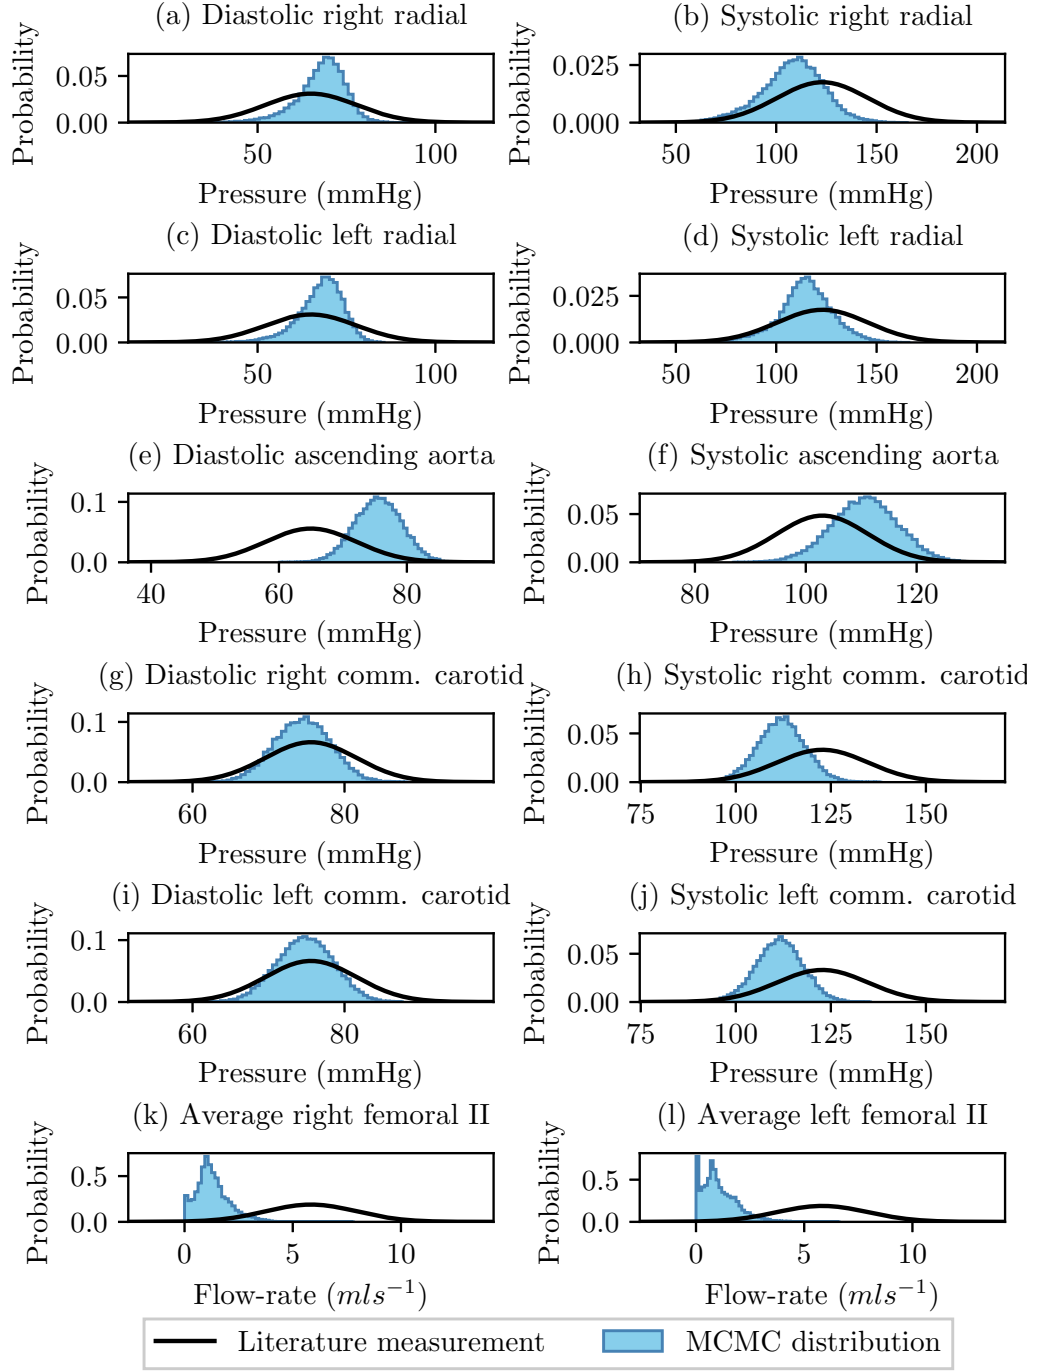 (a) Diastolic right radial
(b) Systolic right radial
Probability
0.05
0.00
50
100
Pressure (mmHg)
Probability
0.025
0.000
50
100
150
200
Pressure (mmHg)
(c) Diastolic left radial
(d) Systolic left radial
Probability
0.05
0.00
50
100
Pressure (mmHg)
Probability
0.025
0.000
50
100
150
200
Pressure (mmHg)
(e) Diastolic ascending aorta
(f) Systolic ascending aorta
Probability
0.1
0.0
40
60
80
Pressure (mmHg)
Probability
0.05
0.00
80
100
120
Pressure (mmHg)
(g) Diastolic right comm. carotid
(h) Systolic right comm. carotid
Probability
0.1
0.0
60
80
Pressure (mmHg)
Probability
0.05
0.00
75
100
125
150
Pressure (mmHg)
(i) Diastolic left comm. carotid
(j) Systolic left comm. carotid
Probability
0.1
0.0
60
80
Pressure (mmHg)
Probability
0.05
0.00
75
100
125
150
Pressure (mmHg)
(k) Average right femoral II
(l) Average left femoral II
Probability
0.5
0.0
0
5
10
Flow-rate (mls⁻¹)
Probability
0.5
0.0
0
5
10
Flow-rate (mls⁻¹)
Literature measurement
MCMC distribution